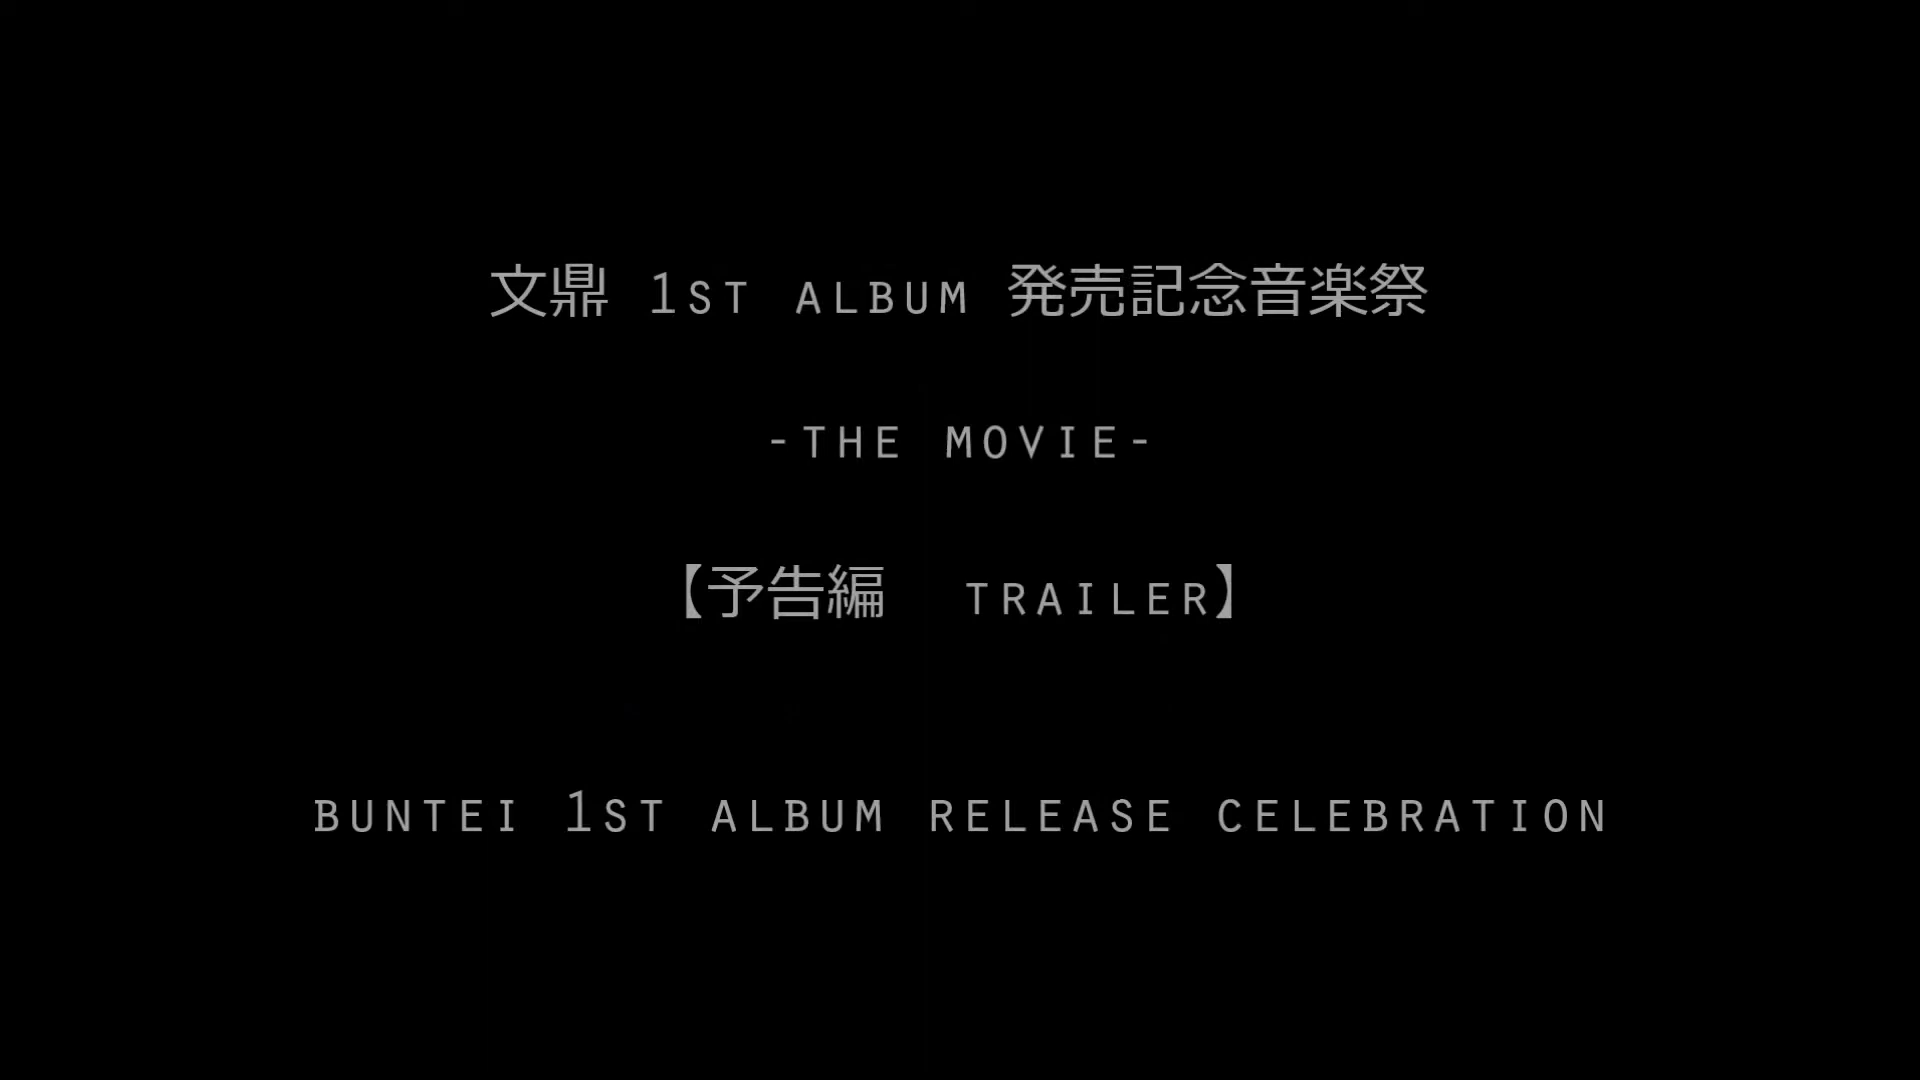 文鼎 1ST ALBUM 発売記念音楽祭
-THE MOVIE-
【予告編　TRAILER】
BUNTEI 1ST ALBUM RELEASE CELEBRATION